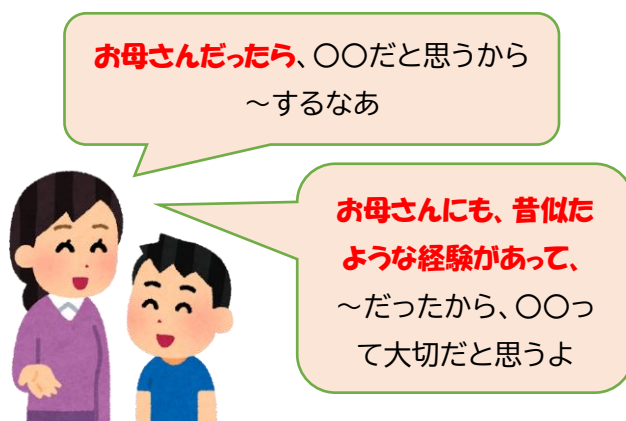 お母さんだったら、〇〇だと思うから
～するなあ
お母さんにも、昔似た
ような経験があって、
～だったから、〇〇っ
て大切だと思うよ